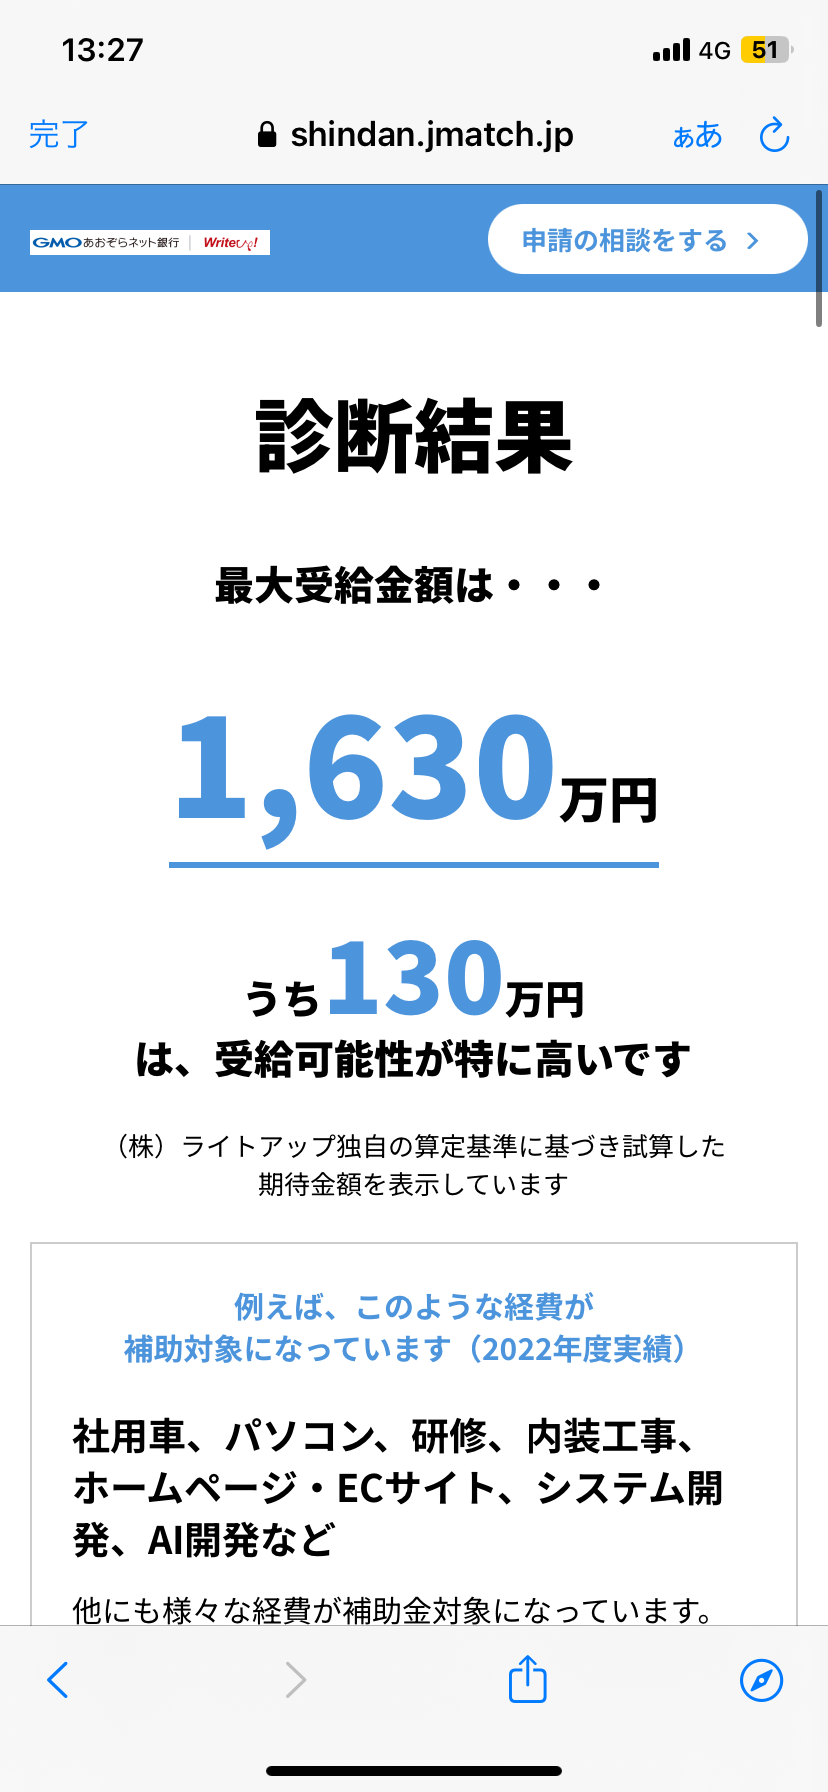 13:27
4G 51
完了
shindan.jmatch.jp
ぁあ
GMOあおぞらネット銀行 | WriteUp!
申請の相談をする
診断結果
最大受給金額は・・・
1,630万円
うち130万円
は、受給可能性が特に高いです
（株）ライトアップ独自の算定基準に基づき試算した
期待金額を表示しています
例えば、このような経費が
補助対象になっています（2022年度実績）
社用車、パソコン、研修、内装工事、
ホームページ・ECサイト、システム開
発、AI開発など
他にも様々な経費が補助金対象になっています。